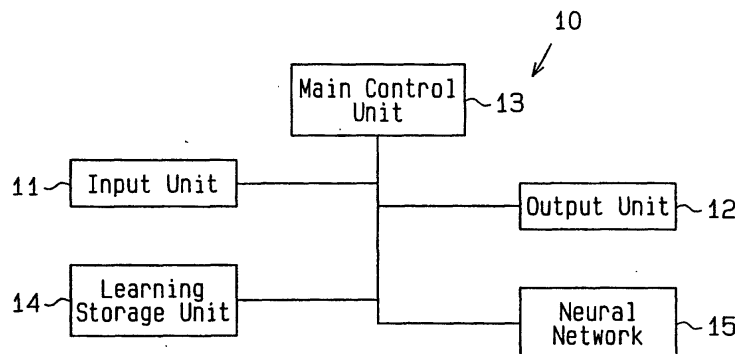 10
Main Control
Unit
13
11
Input Unit
Output Unit
12
14
Learning
Storage Unit
Neural
Network
15